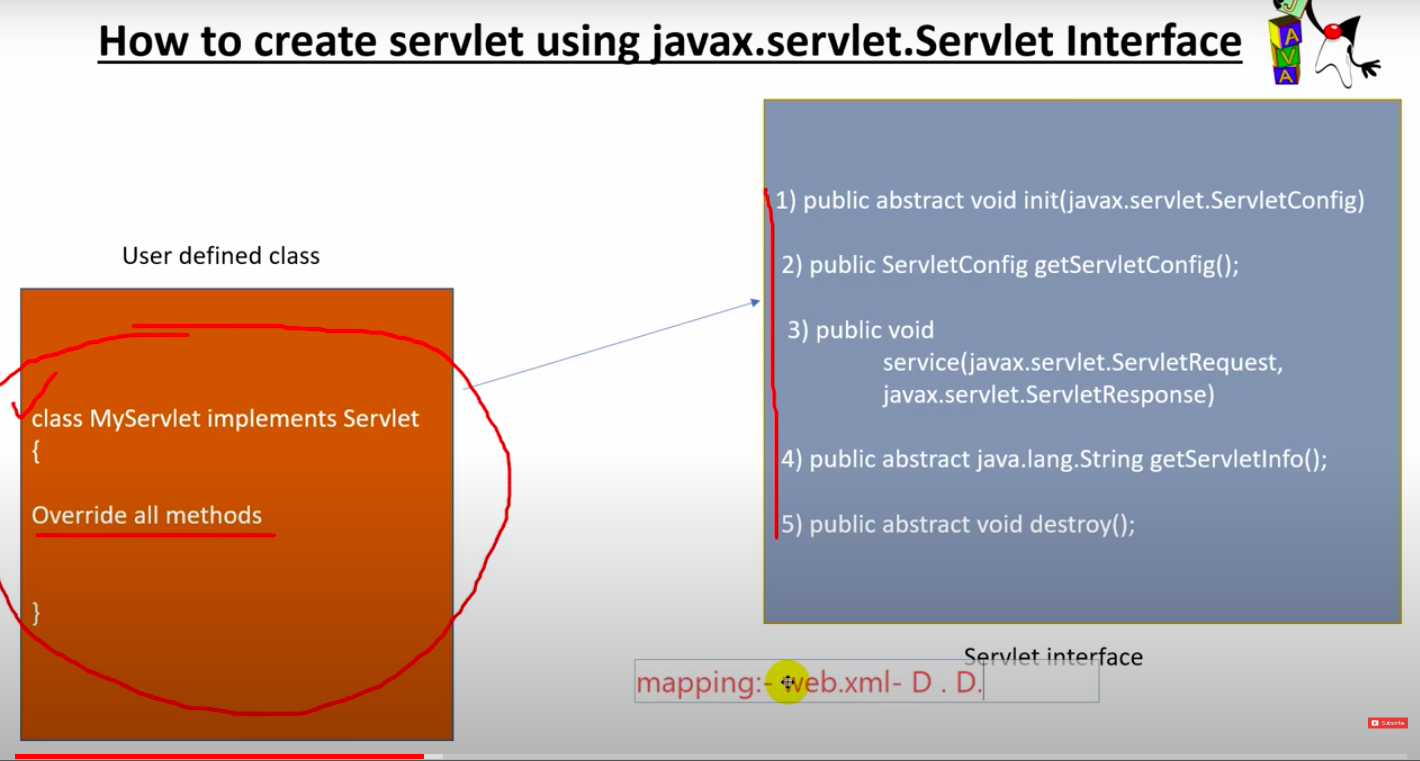 How to create servlet using javax.servlet.Servlet Interface
J
A
V
A
User defined class
class MyServlet implements Servlet
{
Override all methods
}
1) public abstract void init(javax.servlet.ServletConfig)
2) public ServletConfig getServletConfig();
3) public void
service(javax.servlet.ServletRequest,
javax.servlet.ServletResponse)
4) public abstract java.lang.String getServletInfo();
5) public abstract void destroy();
Servlet interface
mapping:- web.xml- D . D.
Subscribe